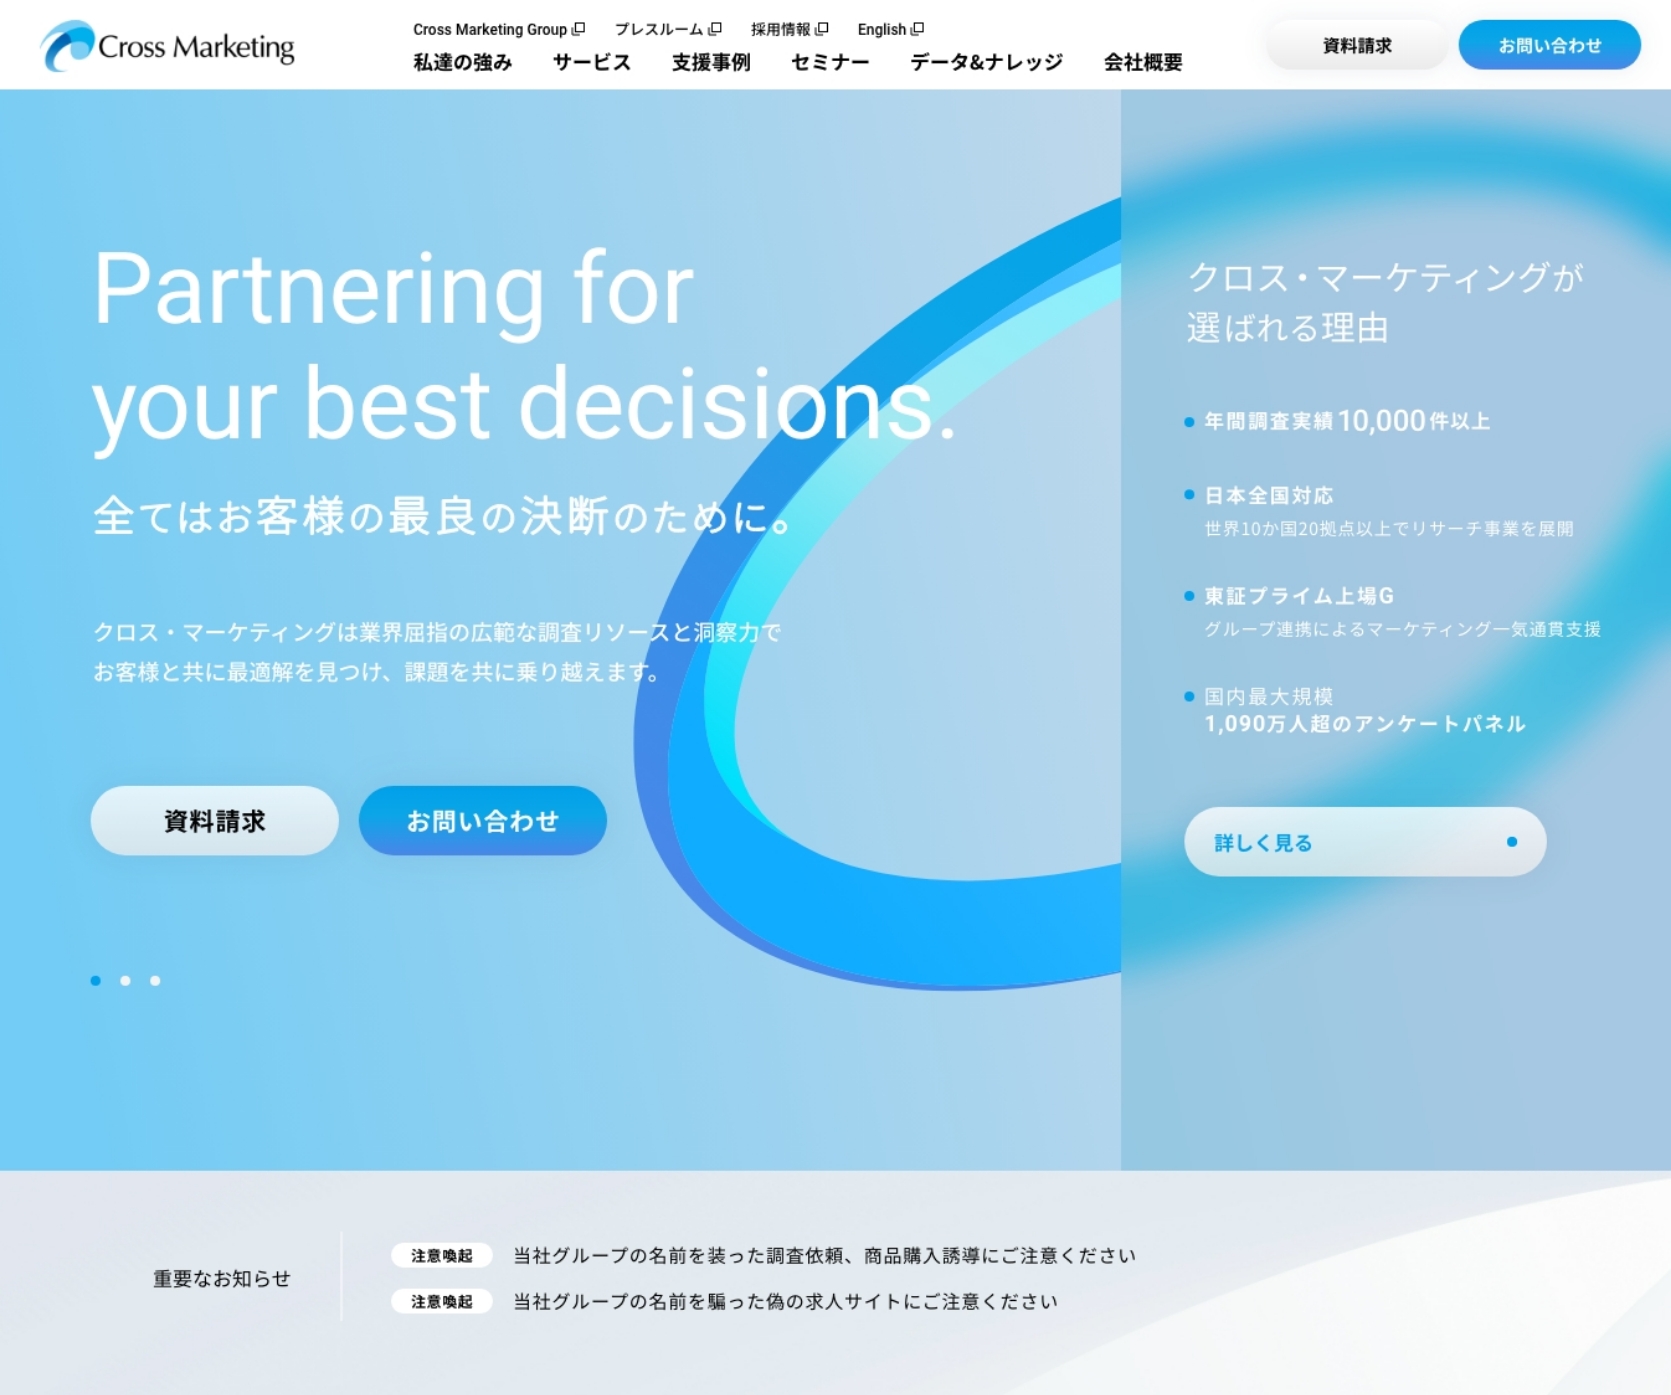 Cross Marketing
Cross Marketing Group
プレスルーム
採用情報
English
私達の強み
サービス
支援事例
セミナー
データ&ナレッジ
会社概要
資料請求
お問い合わせ
Partnering for
your best decisions.
全てはお客様の最良の決断のために。
クロス・マーケティングは業界屈指の広範な調査リソースと洞察力で
お客様と共に最適解を見つけ、課題を共に乗り越えます。
資料請求
お問い合わせ
クロス・マーケティングが
選ばれる理由
年間調査実績10,000件以上
日本全国対応
世界10か国20拠点以上でリサーチ事業を展開
東証プライム上場G
グループ連携によるマーケティング一気通貫支援
国内最大規模
1,090万人超のアンケートパネル
詳しく見る
重要なお知らせ
注意喚起 当社グループの名前を装った調査依頼、商品購入誘導にご注意ください
注意喚起 当社グループの名前を騙った偽の求人サイトにご注意ください